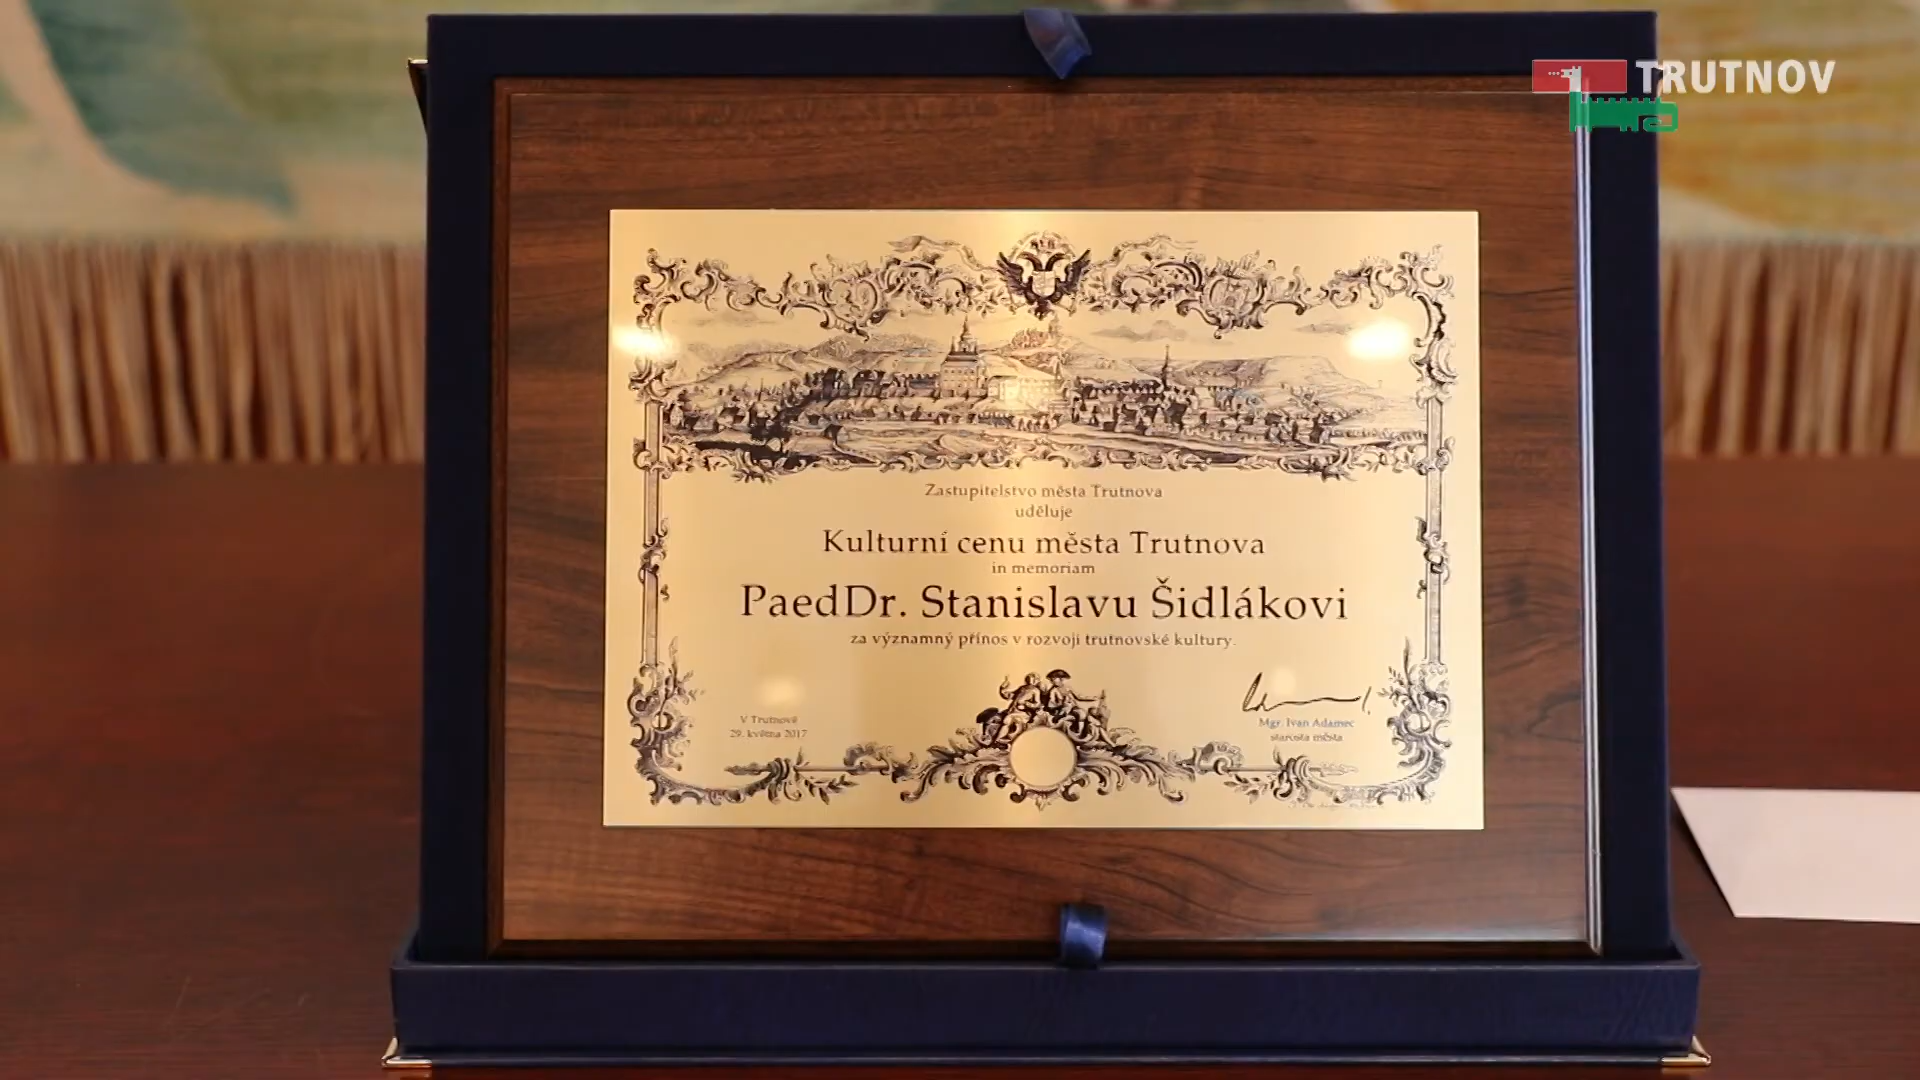 TRUTNOV
Zastupitelstvo města Trutnova
uděluje
Kulturní cenu města Trutnova
in memoriam
PaedDr. Stanislavu Šidlákovi
za významný přínos v rozvoji trutnovské kultury.
V Trutnově
29. května 2017
Mgr. Ivan Adamec
starosta města